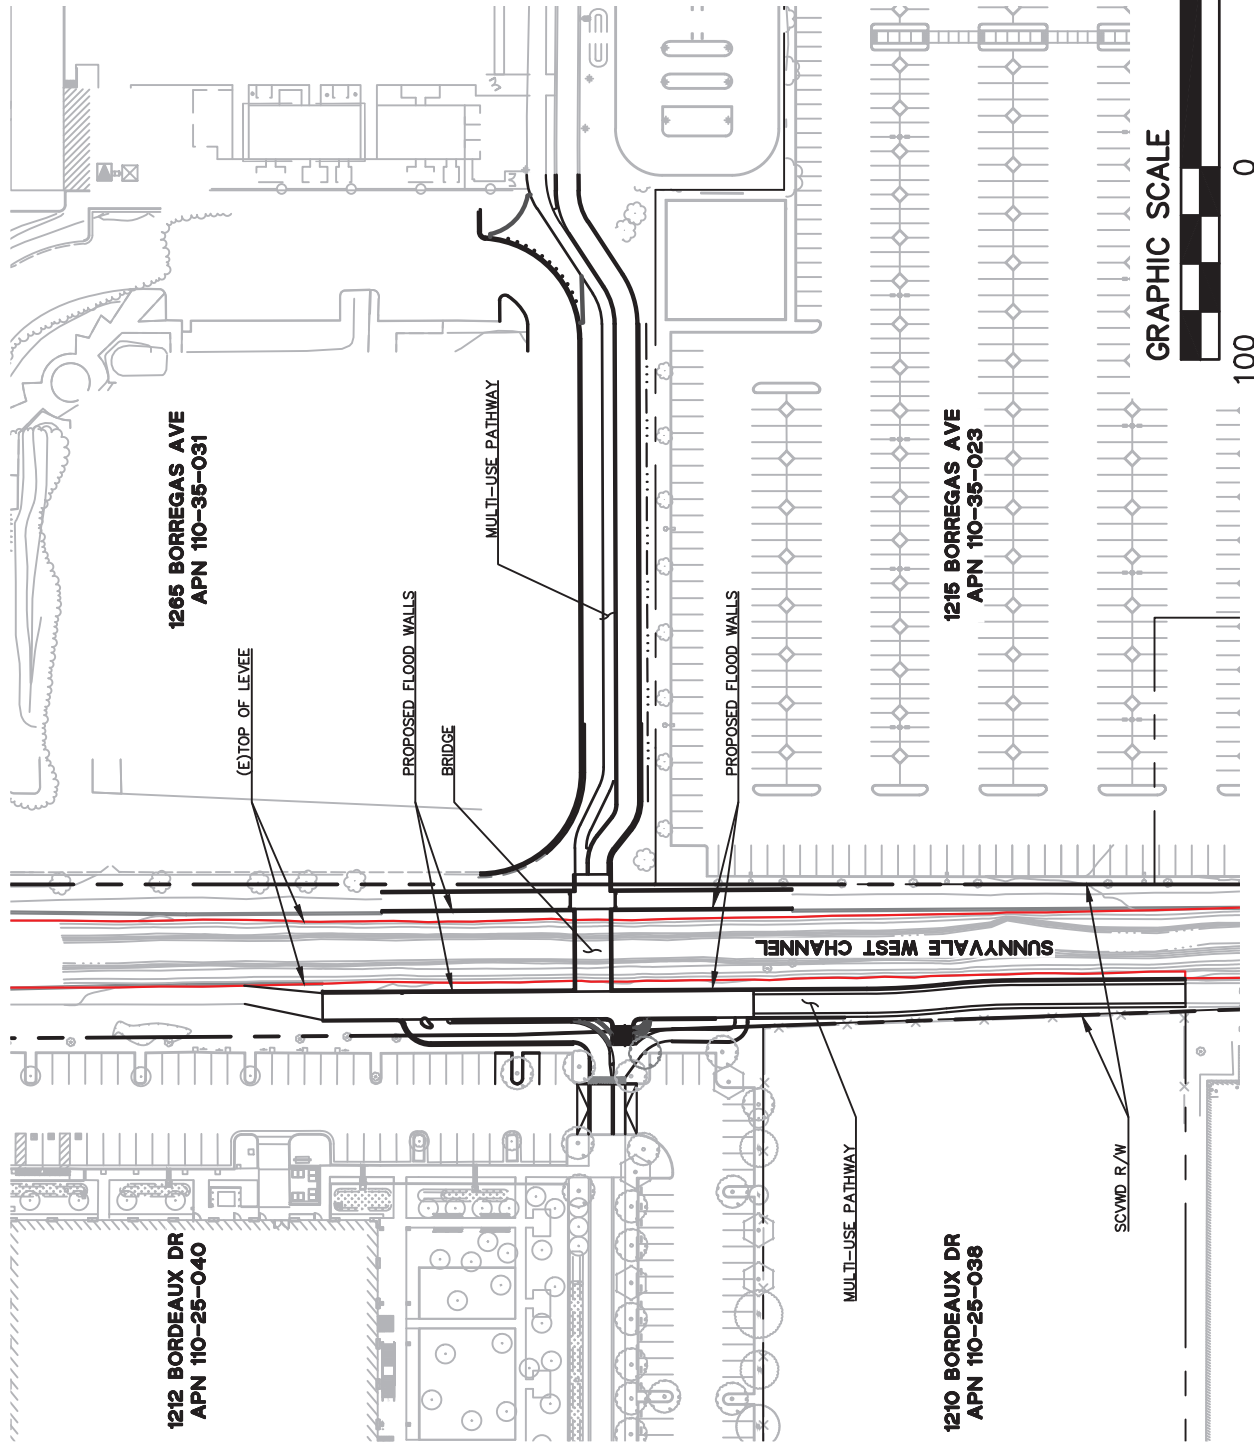 1212 BORDEAUX DR
APN 110-25-040
1265 BORREGAS AVE
APN 110-35-031
(E)TOP OF LEVEE
PROPOSED FLOOD WALLS
BRIDGE
MULTI-USE PATHWAY
PROPOSED FLOOD WALLS
SUNNYVALE WEST CHANNEL
MULTI-USE PATHWAY
1210 BORDEAUX DR
APN 110-25-038
1215 BORREGAS AVE
APN 110-35-023
SCVWD R/W
GRAPHIC SCALE
100
0